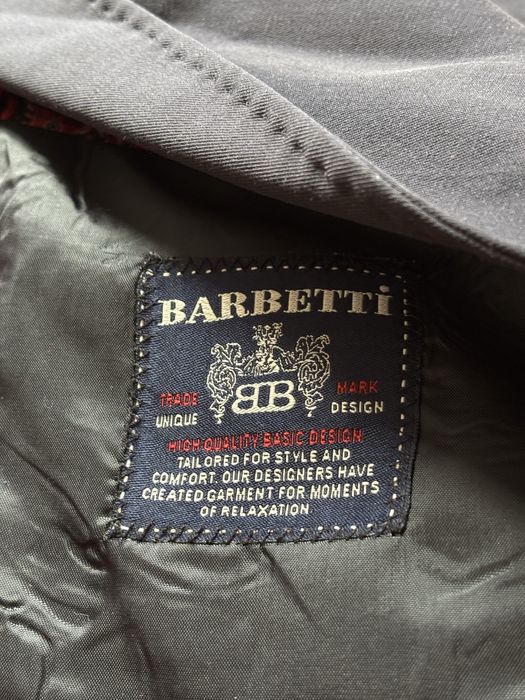 BARBETTi
TRADE MARK
BB
UNIQUE DESIGN
HIGH QUALITY BASIC DESIGN
TAILORED FOR STYLE AND
COMFORT. OUR DESIGNERS HAVE
CREATED GARMENT FOR MOMENTS
OF RELAXATION